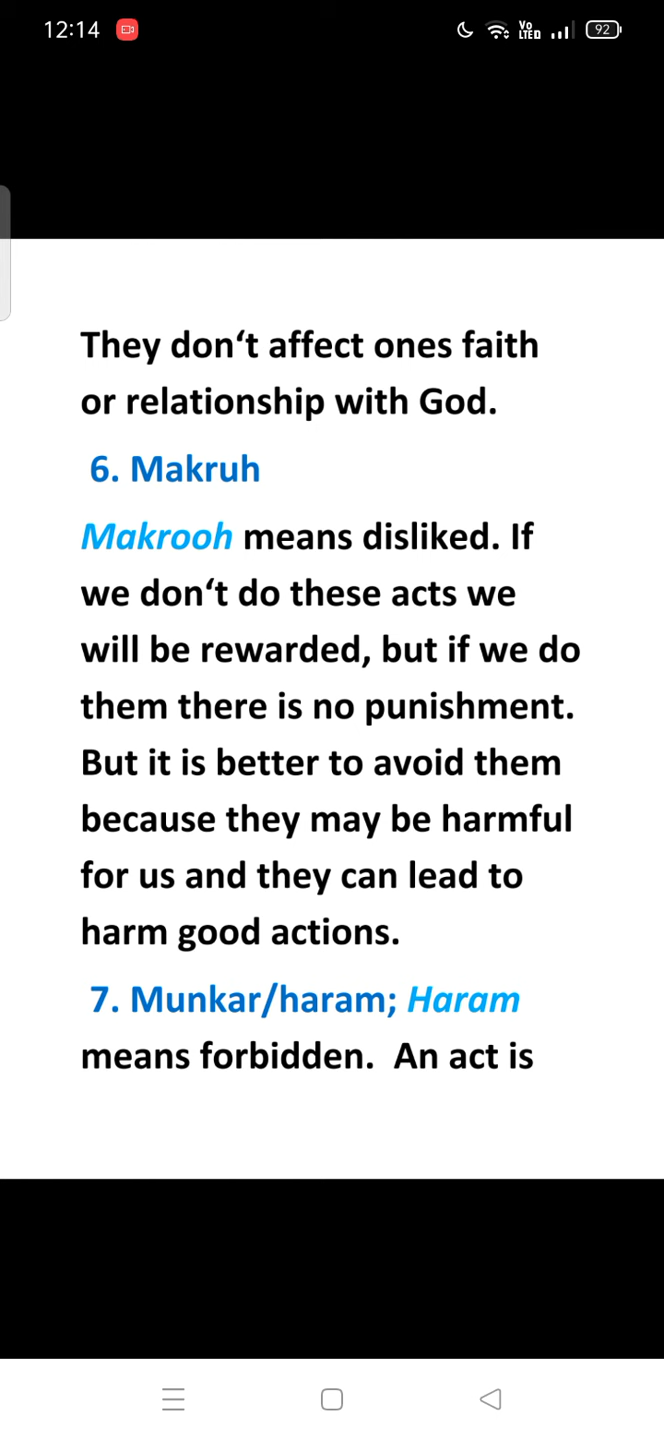 12:14
Vo
LTE
92
They don‘t affect ones faith
or relationship with God.
6. Makruh
Makrooh means disliked. If
we don‘t do these acts we
will be rewarded, but if we do
them there is no punishment.
But it is better to avoid them
because they may be harmful
for us and they can lead to
harm good actions.
7. Munkar/haram; Haram
means forbidden.  An act is